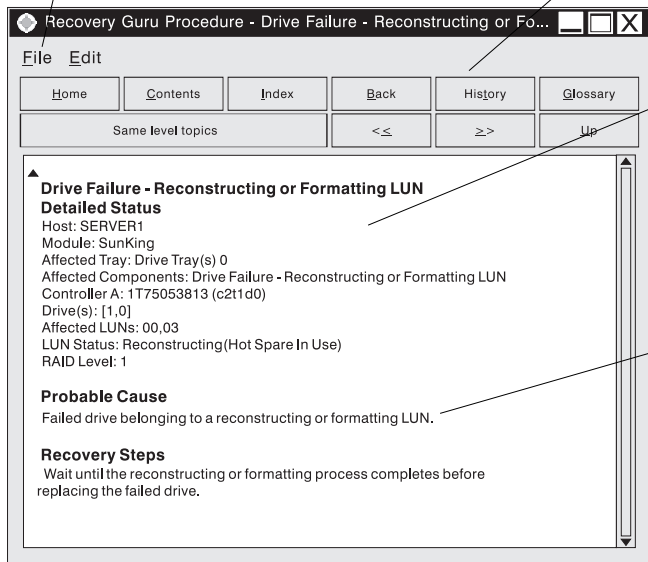 Recovery Guru Procedure - Drive Failure - Reconstructing or Fo...
File Edit
Home Contents Index Back History Glossary
Same level topics << >> Up
Drive Failure - Reconstructing or Formatting LUN
Detailed Status
Host: SERVER1
Module: SunKing
Affected Tray: Drive Tray(s) 0
Affected Components: Drive Failure - Reconstructing or Formatting LUN
Controller A: 1T75053813 (c2t1d0)
Drive(s): [1,0]
Affected LUNs: 00,03
LUN Status: Reconstructing(Hot Spare In Use)
RAID Level: 1
Probable Cause
Failed drive belonging to a reconstructing or formatting LUN.
Recovery Steps
Wait until the reconstructing or formatting process completes before
replacing the failed drive.